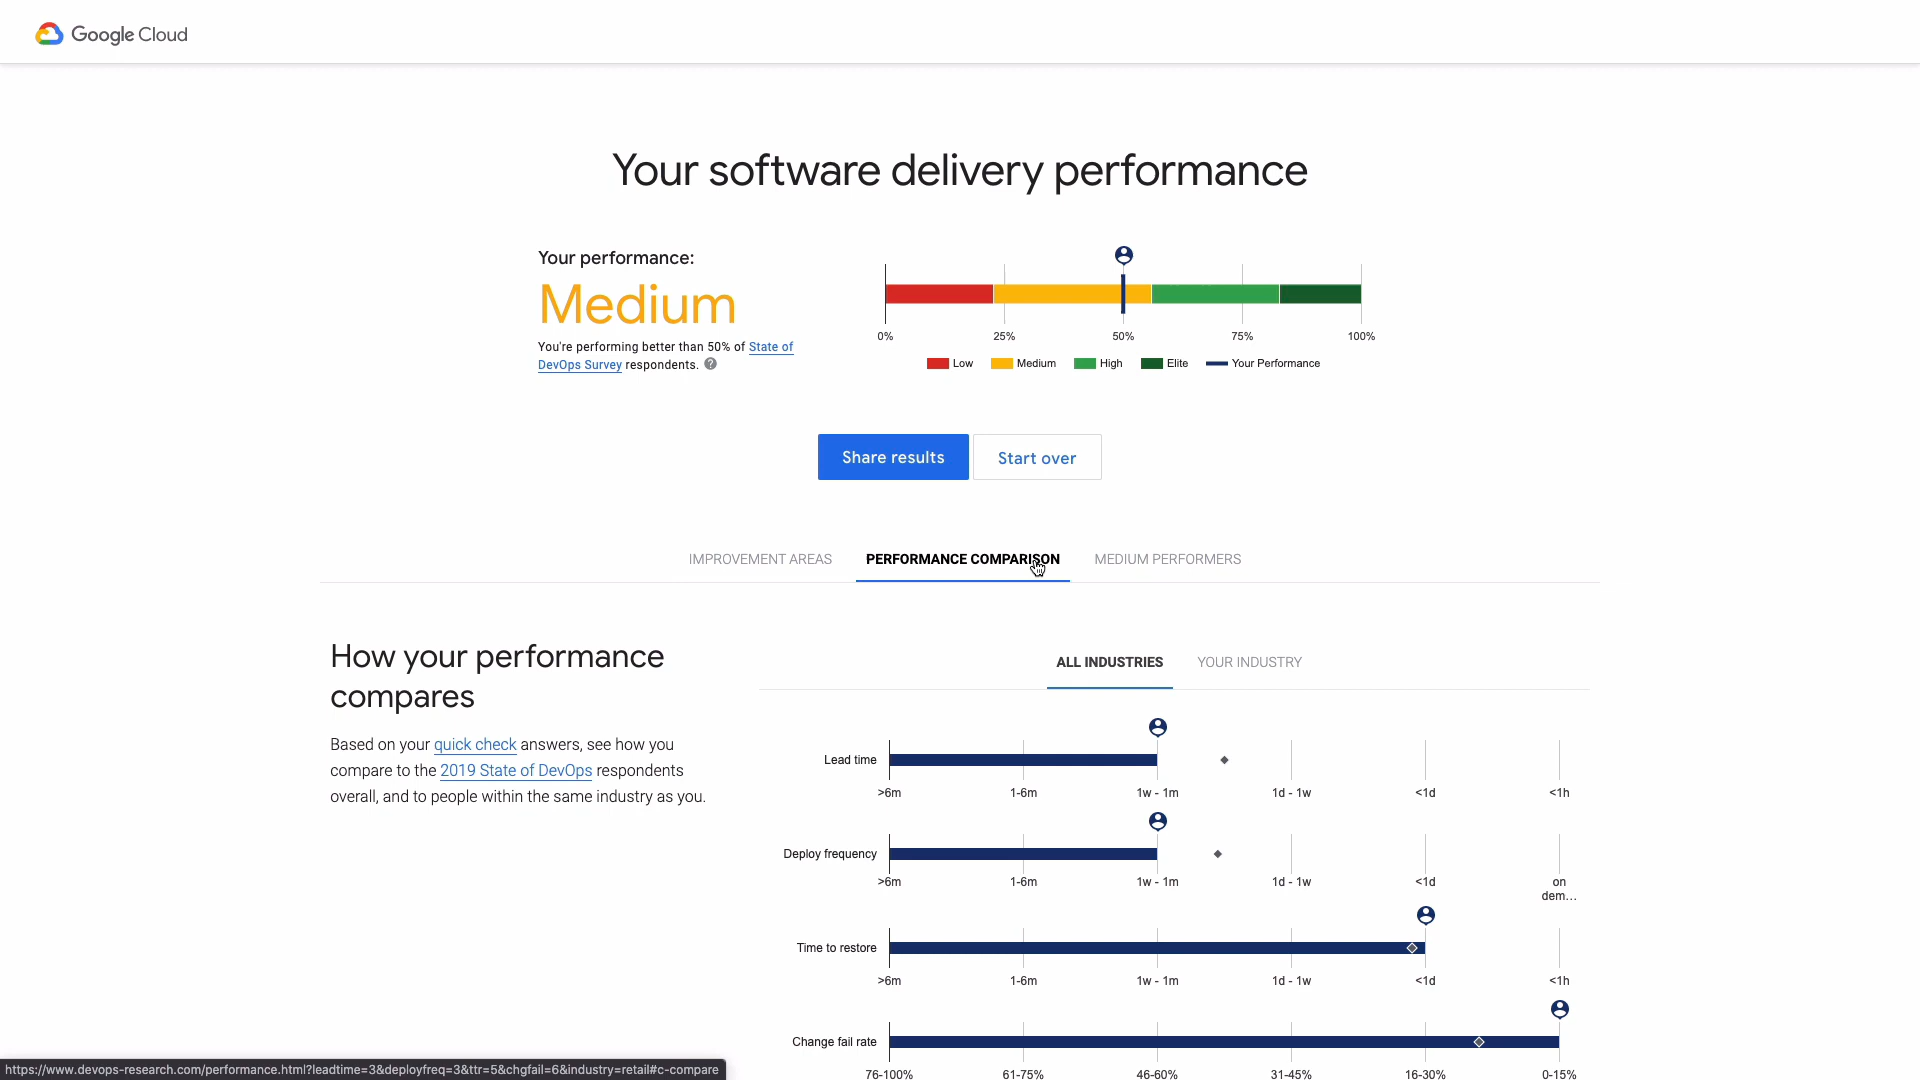 Google Cloud
Your software delivery performance
Your performance:
Medium
You're performing better than 50% of State of
DevOps Survey respondents. ?
0% 25% 50% 75% 100%
Low Medium High Elite Your Performance
Share results Start over
IMPROVEMENT AREAS PERFORMANCE COMPARISON MEDIUM PERFORMERS
How your performance
compares
Based on your quick check answers, see how you
compare to the 2019 State of DevOps respondents
overall, and to people within the same industry as you.
ALL INDUSTRIES YOUR INDUSTRY
Lead time
>6m 1-6m 1w - 1m 1d - 1w <1d <1h
Deploy frequency
>6m 1-6m 1w - 1m 1d - 1w <1d on
dem...
Time to restore
>6m 1-6m 1w - 1m 1d - 1w <1d <1h
Change fail rate
76-100% 61-75% 46-60% 31-45% 16-30% 0-15%
https://www.devops-research.com/performance.html?leadtime=3&deployfreq=3&ttr=5&chgfail=6&industry=retail#c-compare